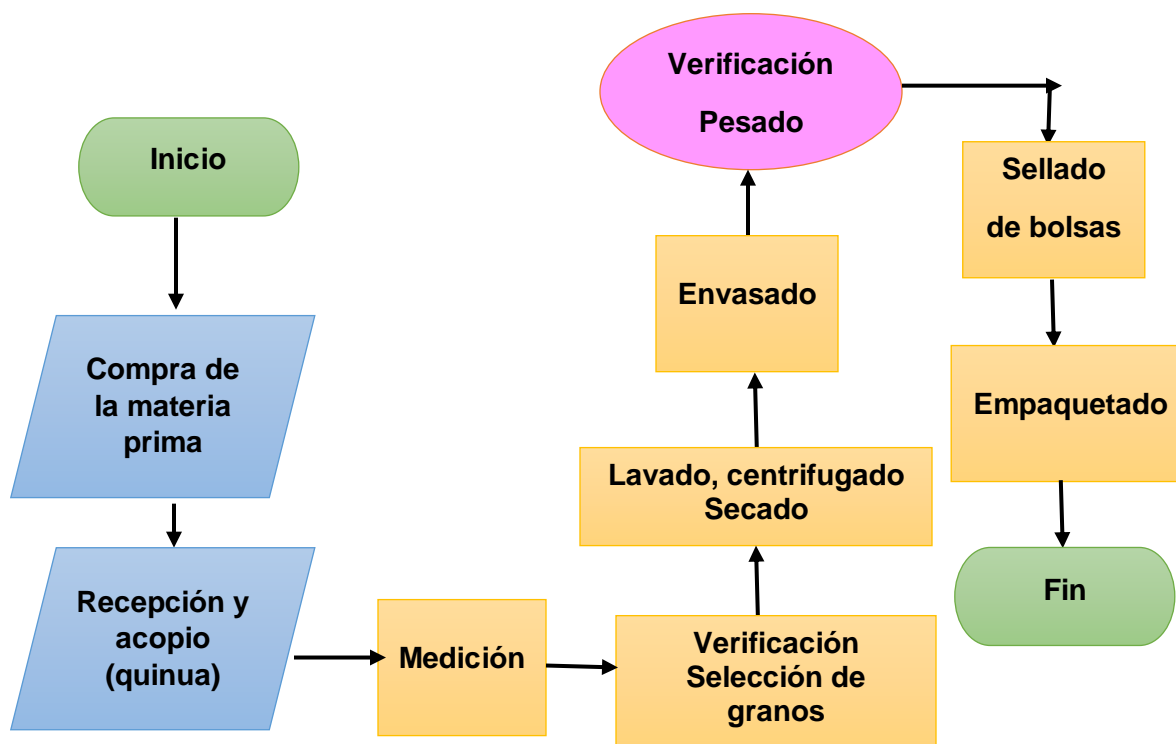 Inicio
Compra de
la materia
prima
Recepción y
acopio
(quinua)
Medición
Verificación
Selección de
granos
Lavado, centrifugado
Secado
Envasado
Verificación
Pesado
Sellado
de bolsas
Empaquetado
Fin